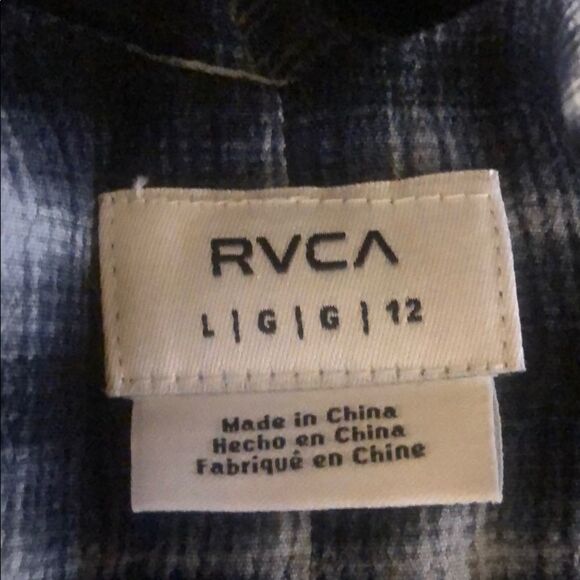 RVCA
L | G | G | 12
Made in China
Hecho en China
Fabriqué en Chine